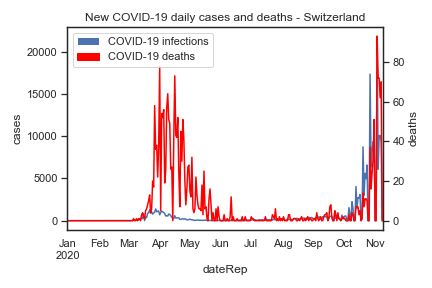 New COVID-19 daily cases and deaths - Switzerland
COVID-19 infections
COVID-19 deaths
20000
15000
10000
5000
0
cases
80
60
40
20
0
deaths
Jan Feb Mar Apr May Jun Jul Aug Sep Oct Nov
2020
dateRep